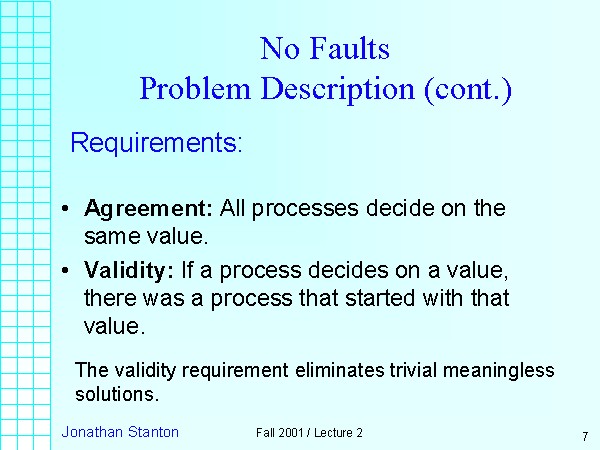 No Faults
Problem Description (cont.)
Requirements:
• Agreement: All processes decide on the
same value.
• Validity: If a process decides on a value,
there was a process that started with that
value.
The validity requirement eliminates trivial meaningless
solutions.
Jonathan Stanton
Fall 2001 / Lecture 2
7